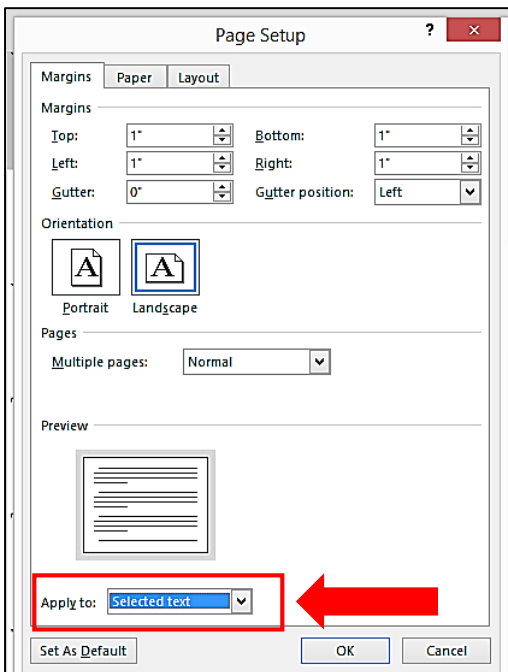 Page Setup ? ×
Margins Paper Layout
Margins
Top: 1" Bottom: 1"
Left: 1" Right: 1"
Gutter: 0" Gutter position: Left
Orientation
A A
Portrait Landscape
Pages
Multiple pages: Normal
Preview
Apply to: Selected text
Set As Default OK Cancel